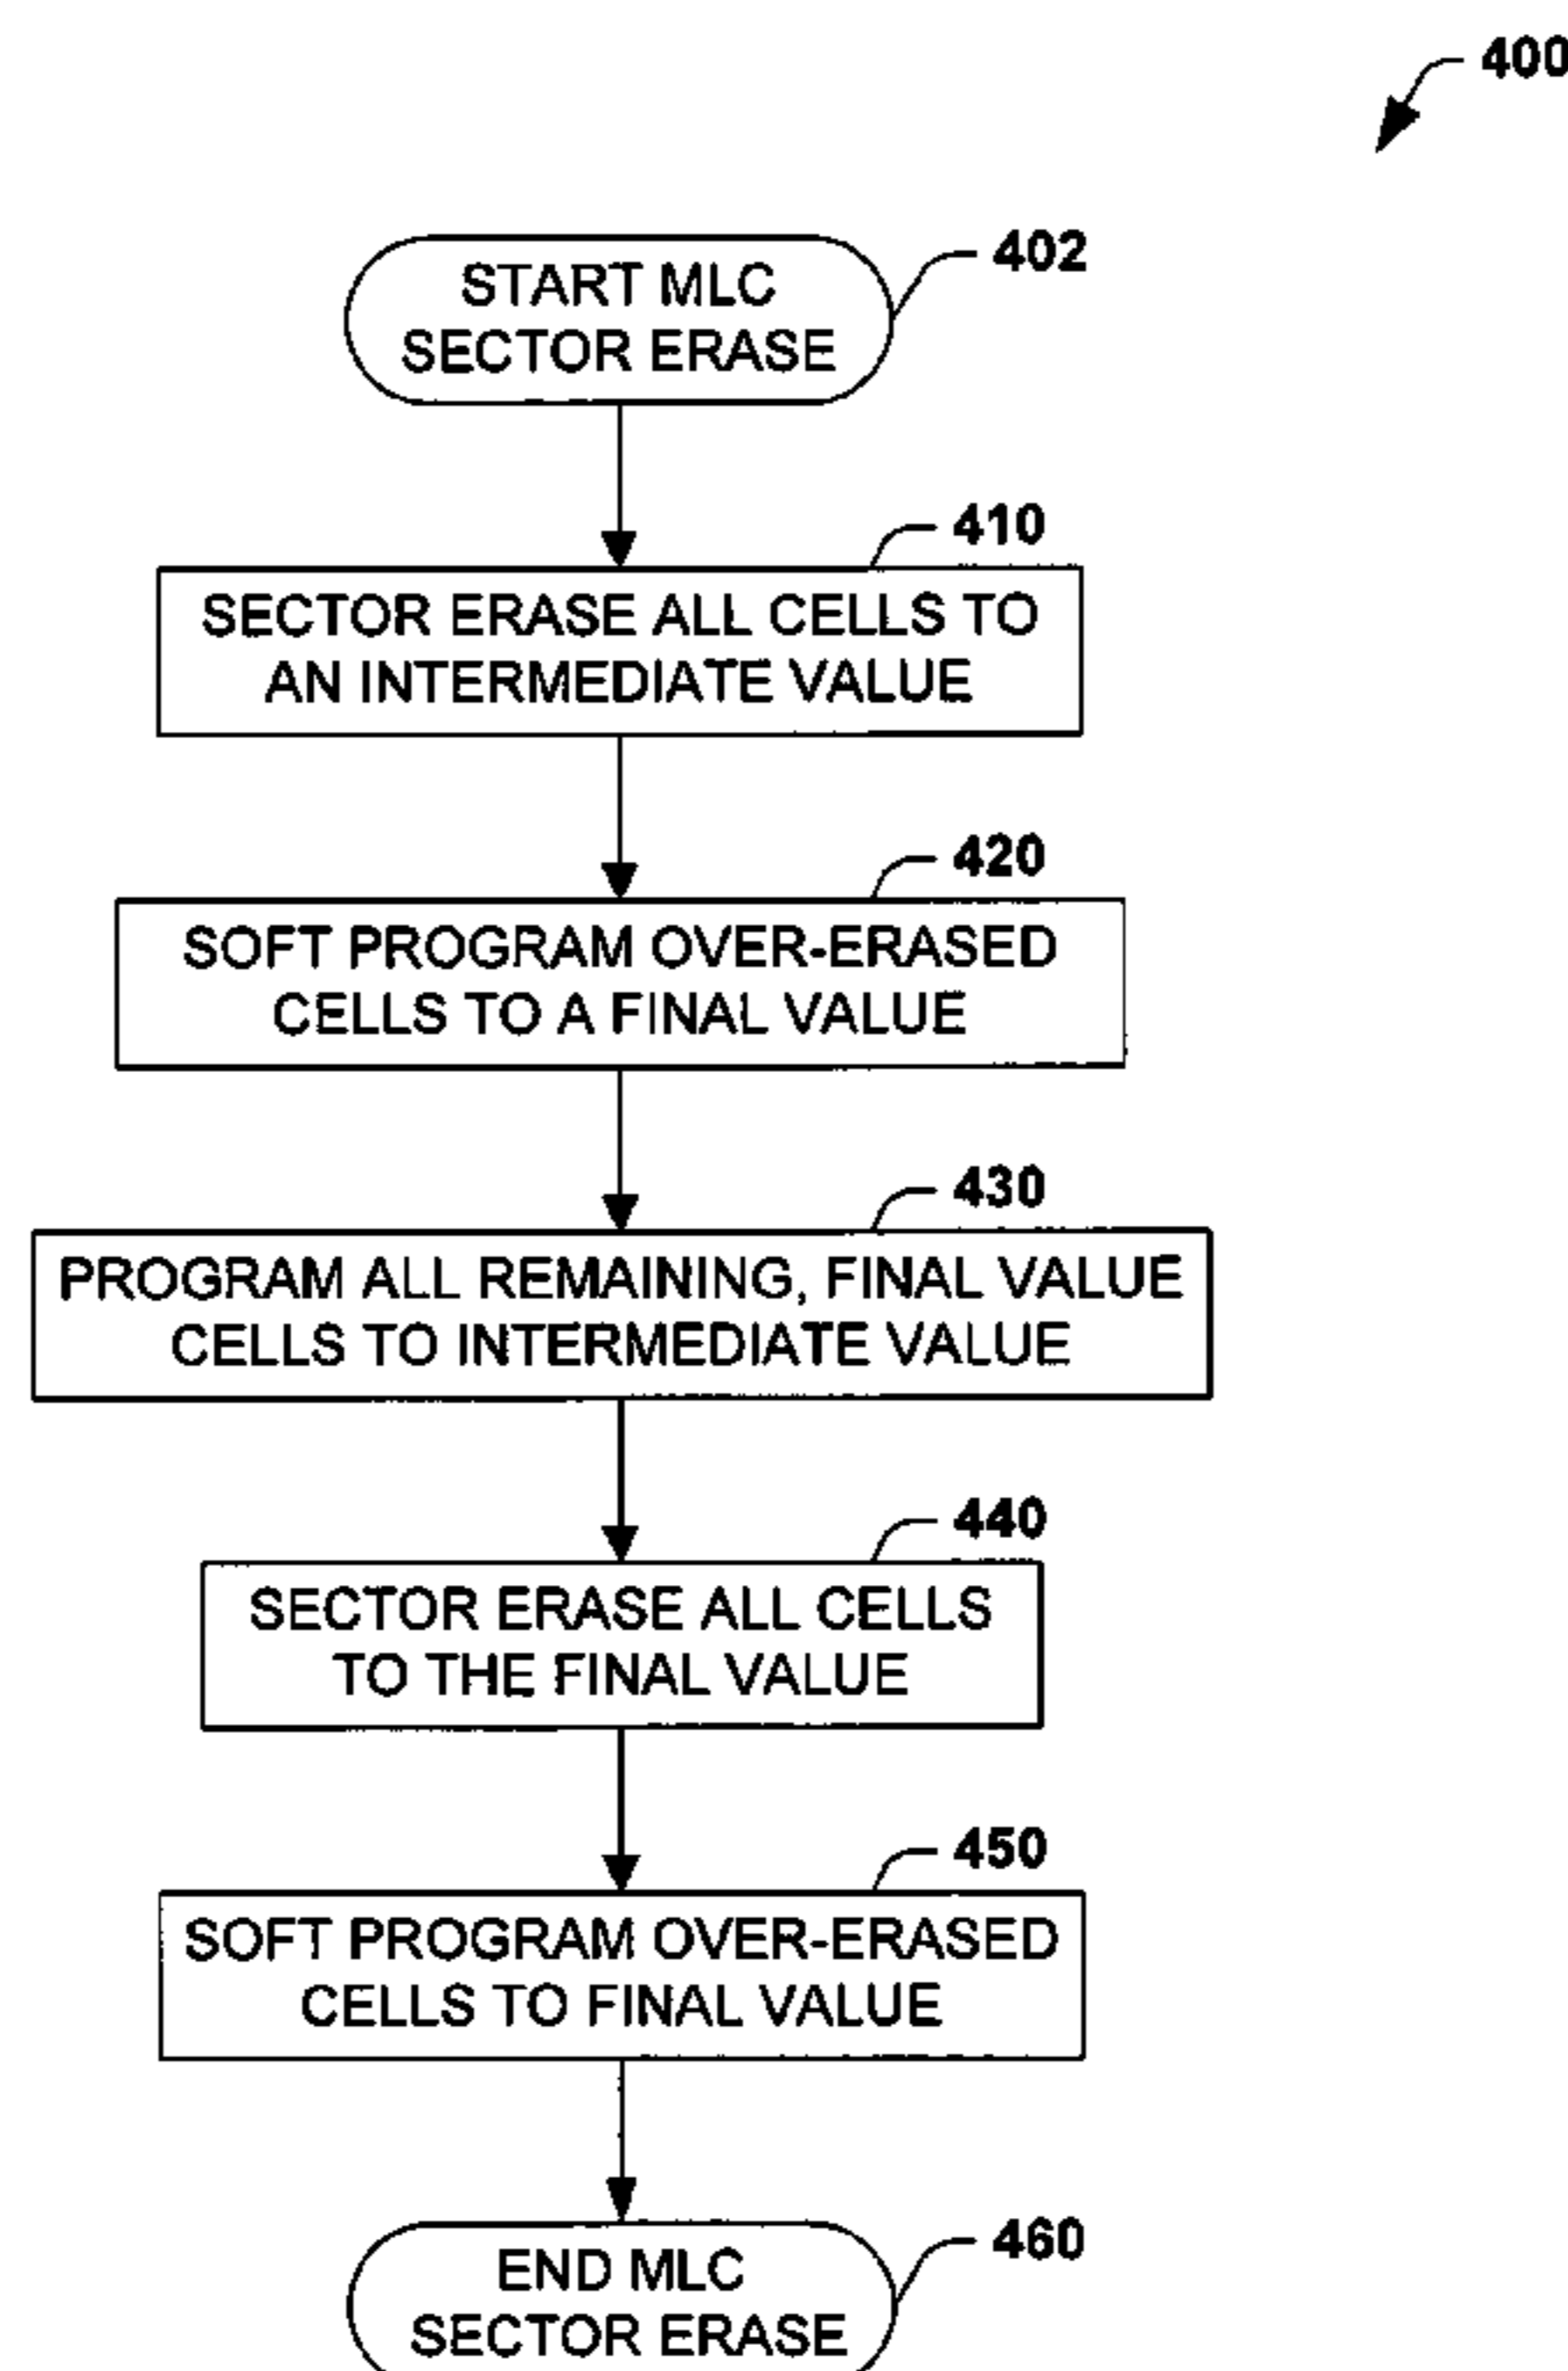 400
402
START MLC
SECTOR ERASE
410
SECTOR ERASE ALL CELLS TO
AN INTERMEDIATE VALUE
420
SOFT PROGRAM OVER-ERASED
CELLS TO A FINAL VALUE
430
PROGRAM ALL REMAINING, FINAL VALUE
CELLS TO INTERMEDIATE VALUE
440
SECTOR ERASE ALL CELLS
TO THE FINAL VALUE
450
SOFT PROGRAM OVER-ERASED
CELLS TO FINAL VALUE
460
END MLC
SECTOR ERASE